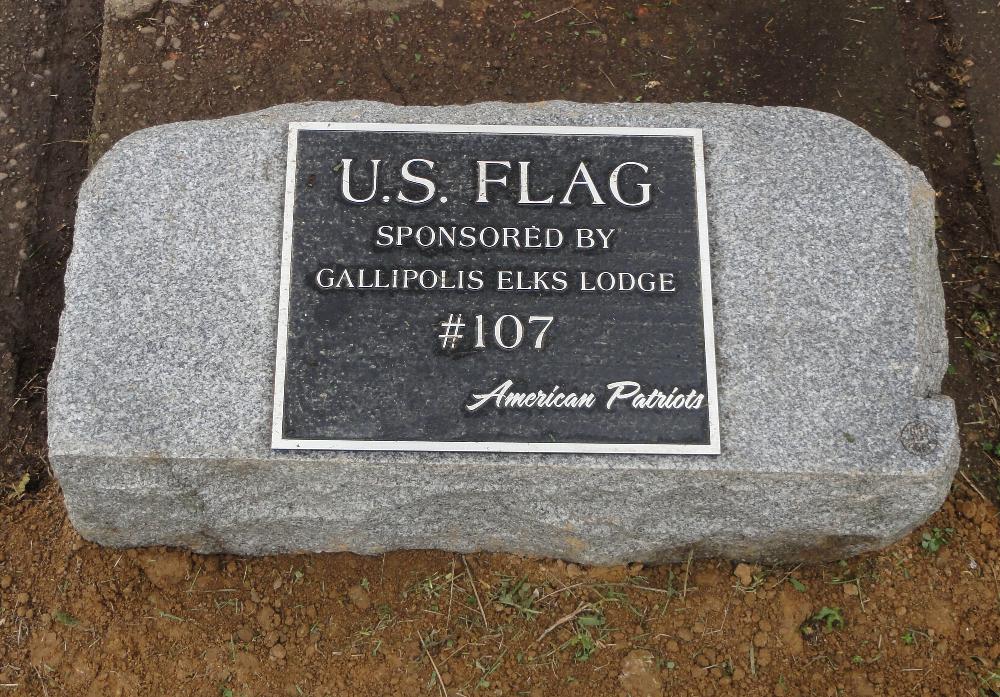 U.S. FLAG
SPONSORED BY
GALLIPOLIS ELKS LODGE
#107
American Patriots